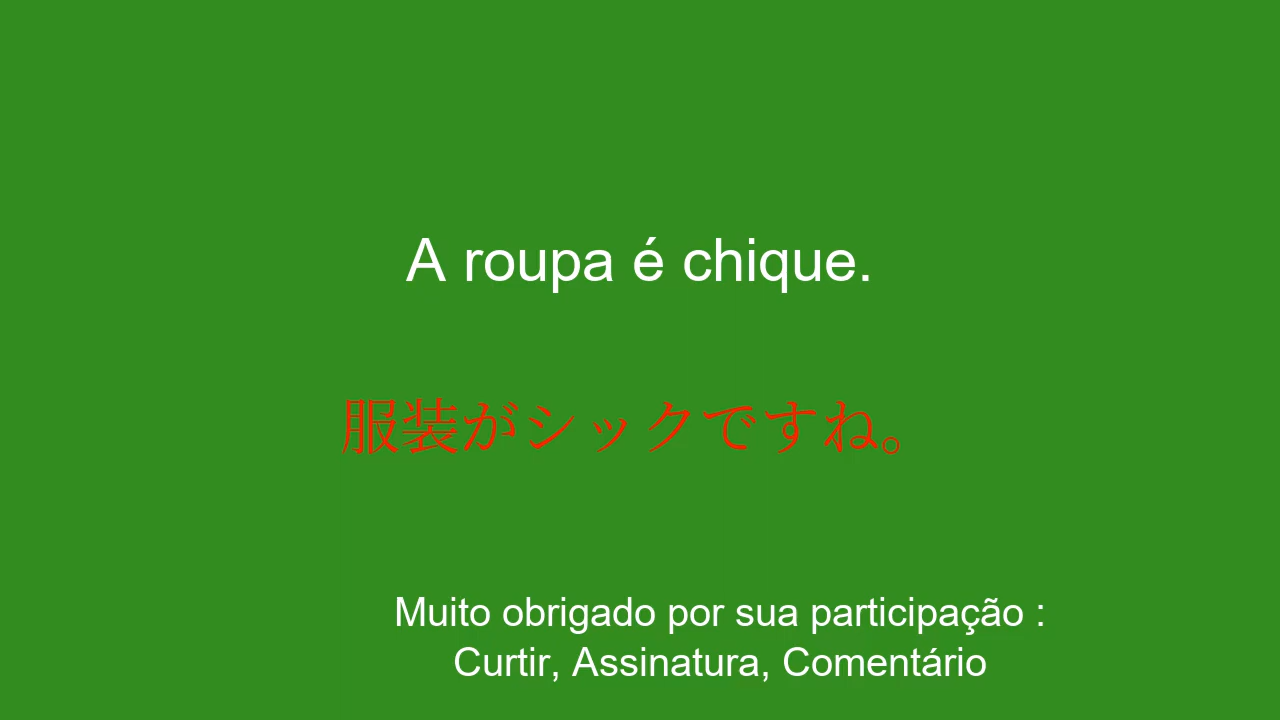 A roupa é chique.
服装がシックですね。
Muito obrigado por sua participação :
Curtir, Assinatura, Comentário